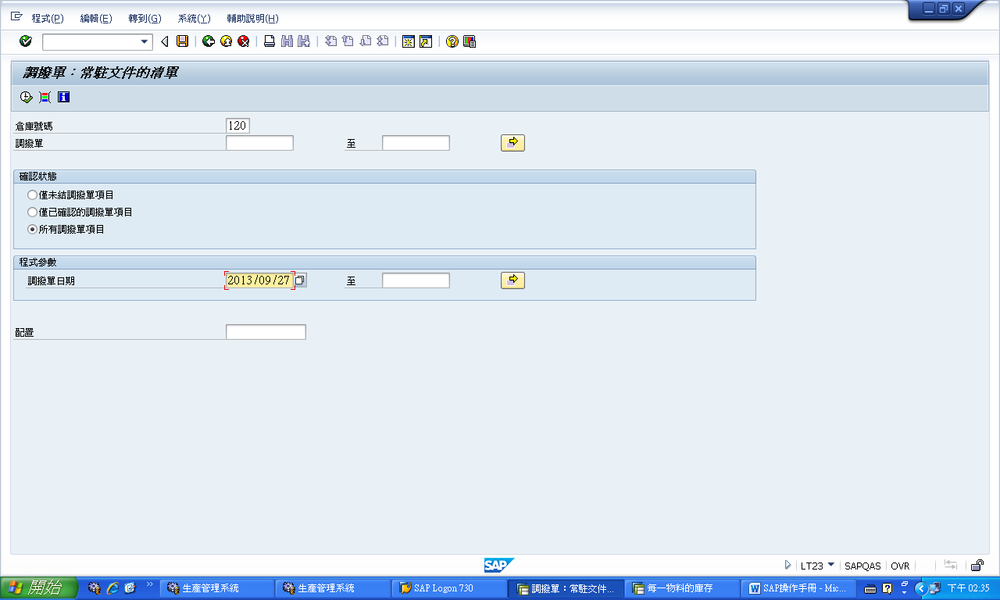 程式(P) 編輯(E) 轉到(G) 系統(Y) 輔助說明(H)
調撥單：常駐文件的清單
倉庫號碼 120
調撥單 至
確認狀態
僅未結調撥單項目
僅已確認的調撥單項目
所有調撥單項目
程式參數
調撥單日期 2013/09/27 至
配置
SAP LT23 SAPQAS OVR
開始 生産管理系統 生産管理系統 SAP Logon 730 調撥單：常駐文件... 每一物料的庫存 SAP操作手冊 - Mic... 下午 02:35